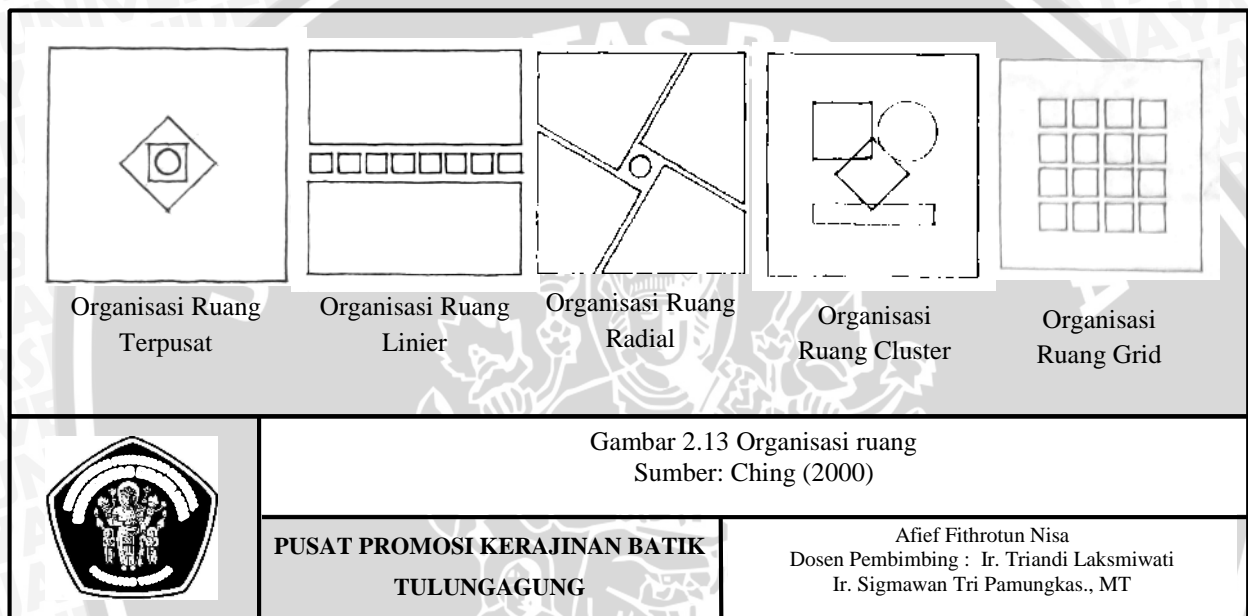 Organisasi Ruang
Terpusat
Organisasi Ruang
Linier
Organisasi Ruang
Radial
Organisasi
Ruang Cluster
Organisasi
Ruang Grid
Gambar 2.13 Organisasi ruang
Sumber: Ching (2000)
PUSAT PROMOSI KERAJINAN BATIK
TULUNGAGUNG
Afief Fithrotun Nisa
Dosen Pembimbing : Ir. Triandi Laksmiwati
Ir. Sigmawan Tri Pamungkas., MT